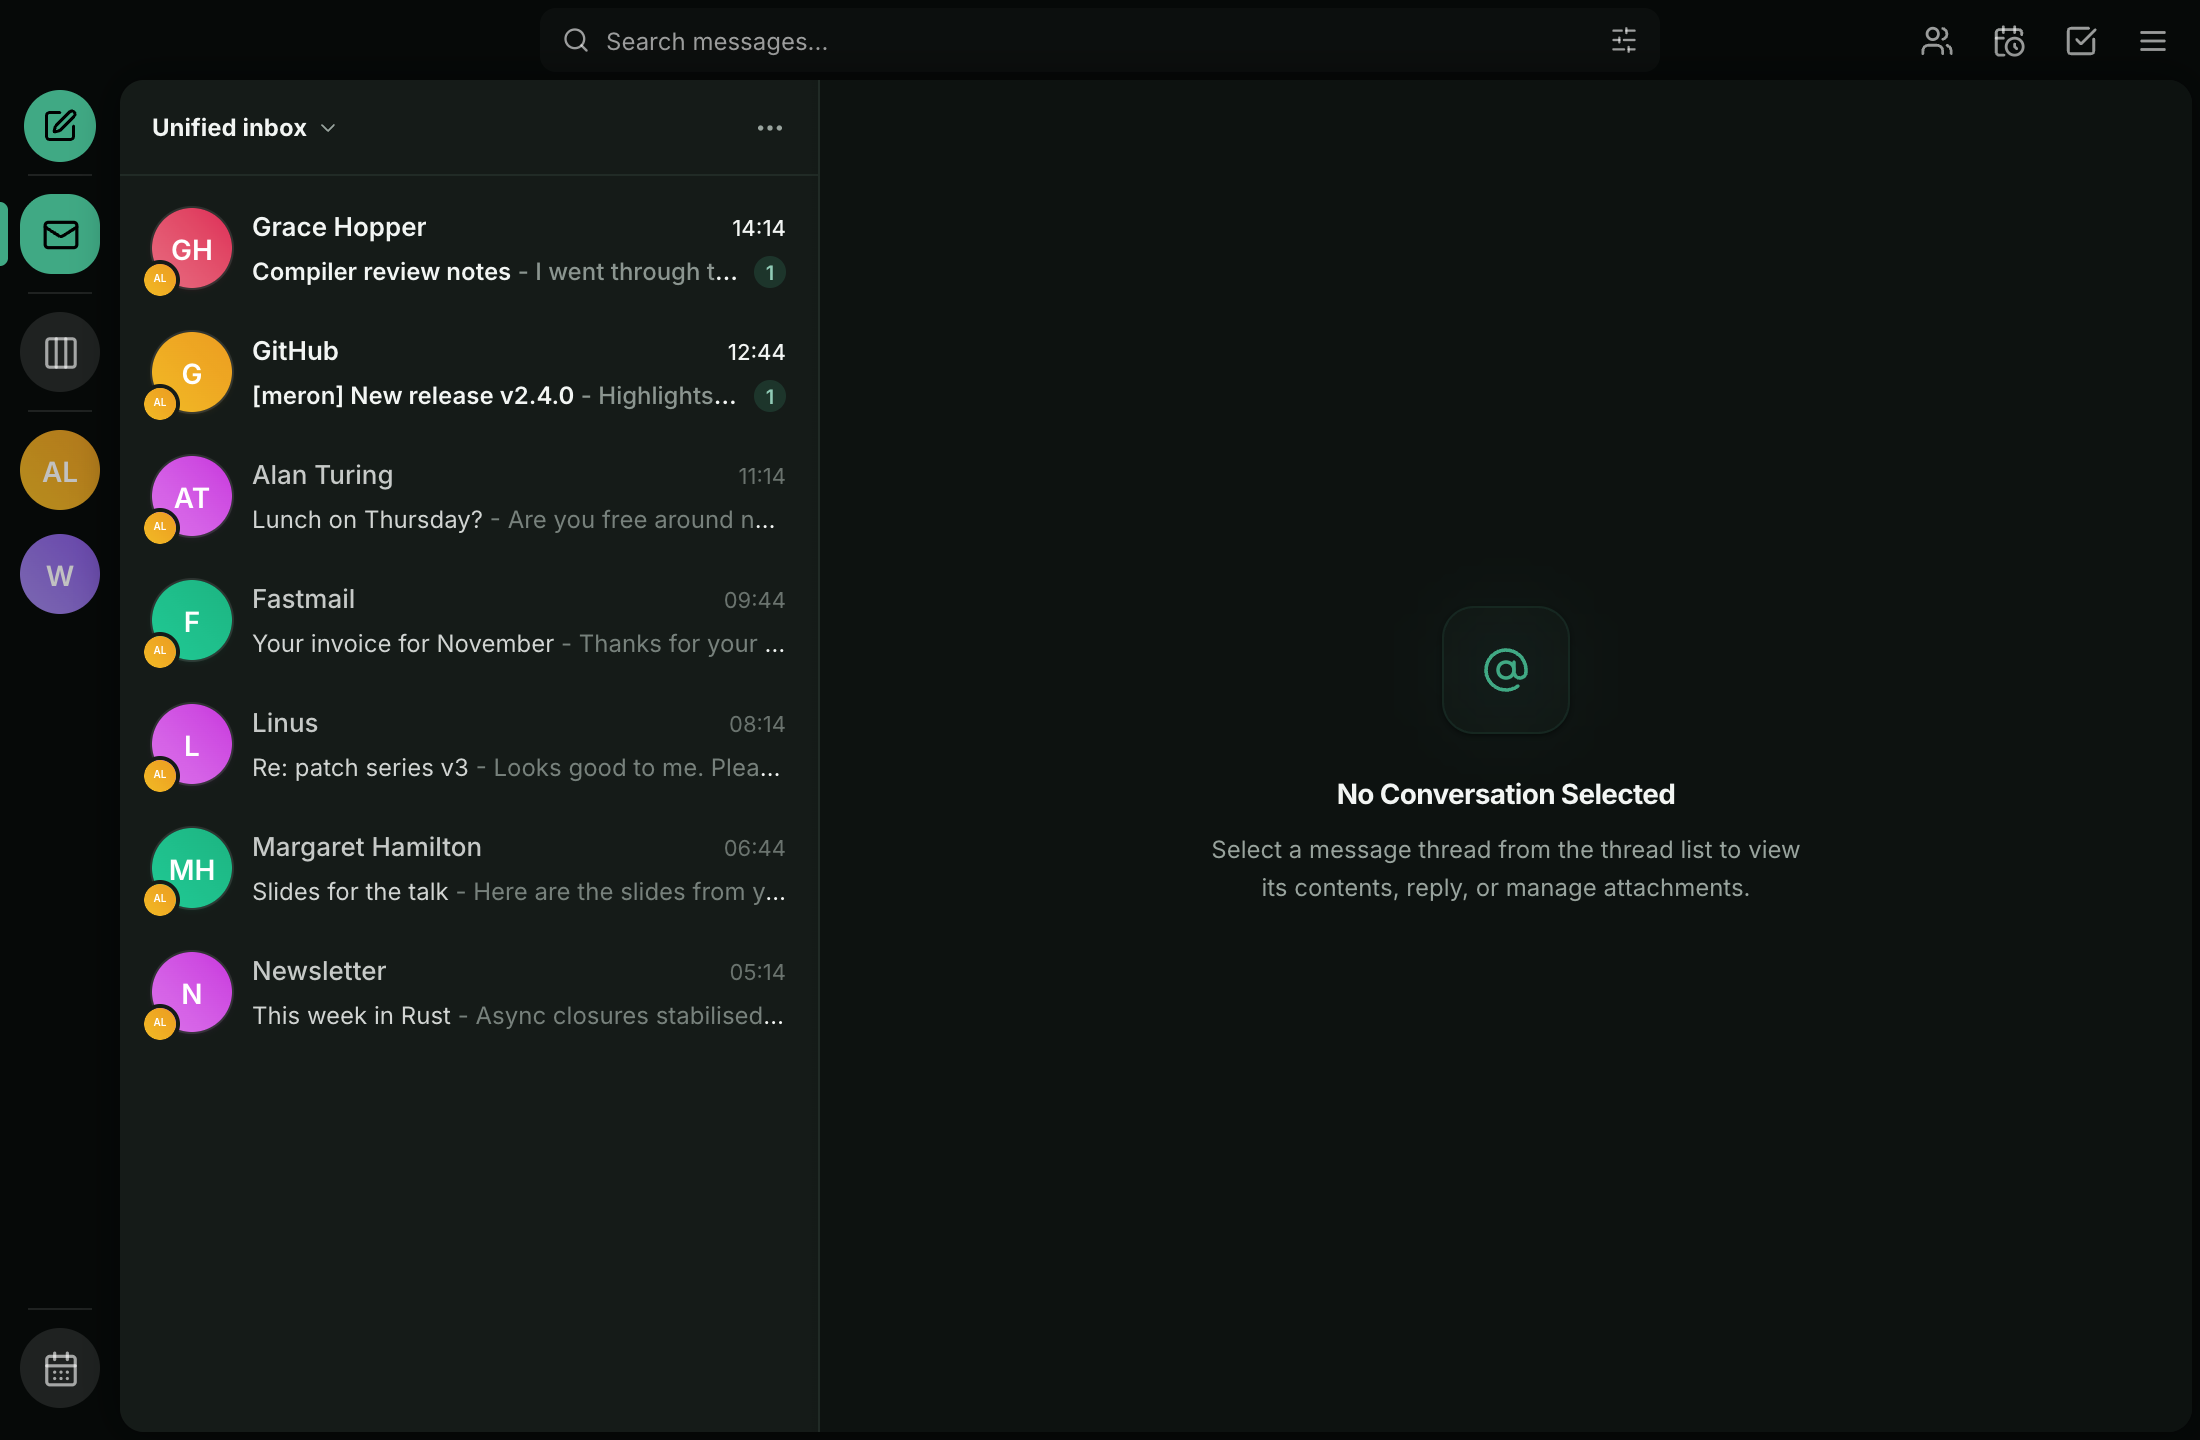 Search messages...
Unified inbox
GH
AL
Grace Hopper 14:14
Compiler review notes - I went through t... 1
G
AL
GitHub 12:44
[meron] New release v2.4.0 - Highlights... 1
AL
AT
AL
Alan Turing 11:14
Lunch on Thursday? - Are you free around n...
W
F
AL
Fastmail 09:44
Your invoice for November - Thanks for your ...
L
AL
Linus 08:14
Re: patch series v3 - Looks good to me. Plea...
MH
AL
Margaret Hamilton 06:44
Slides for the talk - Here are the slides from y...
N
AL
Newsletter 05:14
This week in Rust - Async closures stabilised...
No Conversation Selected
Select a message thread from the thread list to view
its contents, reply, or manage attachments.